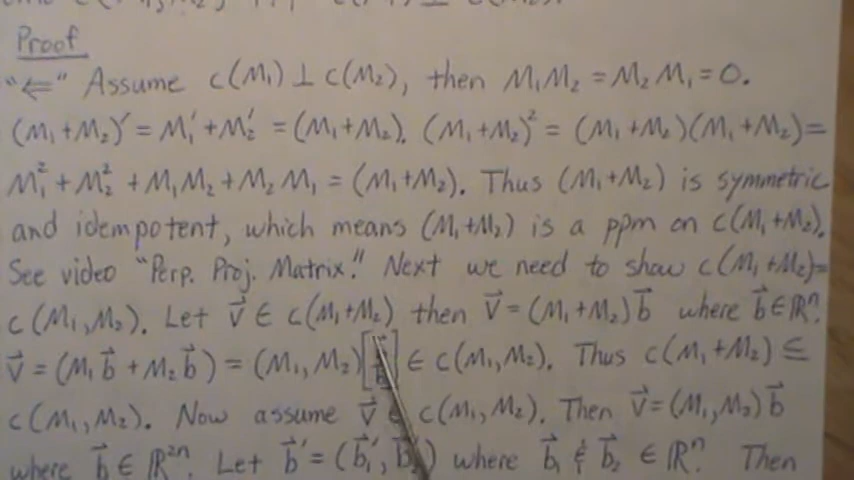 Proof
"⇐" Assume C(M₁) ⊥ C(M₂), then M₁M₂ = M₂M₁ = 0.
(M₁+M₂)' = M₁' + M₂' = (M₁+M₂). (M₁+M₂)² = (M₁+M₂)(M₁+M₂) =
M₁² + M₂² + M₁M₂ + M₂M₁ = (M₁+M₂). Thus (M₁+M₂) is symmetric
and idempotent, which means (M₁+M₂) is a ppm on C(M₁+M₂).
See video "Perp. Proj. Matrix." Next we need to show C(M₁+M₂) =
C(M₁,M₂). Let v⃗ ∈ C(M₁+M₂) then v⃗ = (M₁+M₂)b⃗ where b⃗ ∈ ℝⁿ.
v⃗ = (M₁b⃗ + M₂b⃗) = (M₁,M₂)[b⃗ b⃗] ∈ C(M₁,M₂). Thus C(M₁+M₂) ⊆
C(M₁,M₂). Now assume v⃗ ∈ C(M₁,M₂). Then v⃗ = (M₁,M₂)b⃗
where b⃗ ∈ ℝ²ⁿ. Let b⃗' = (b⃗₁', b⃗₂') where b⃗₁ & b⃗₂ ∈ ℝⁿ. Then